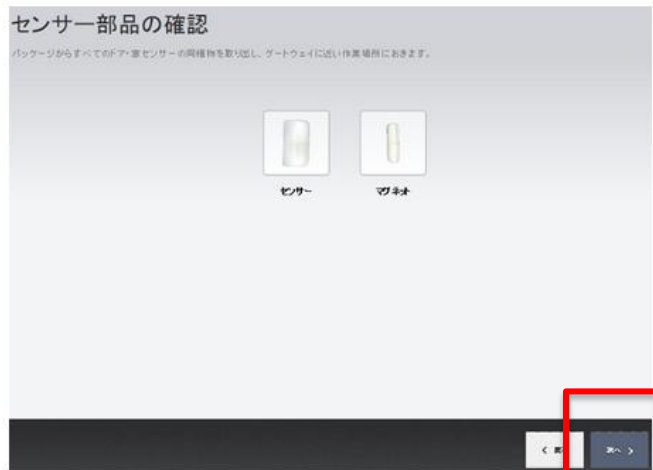 センサー部品の確認
パッケージからすべてのドア・窓センサーの同梱物を取り出し、ゲートウェイに近い作業場所におきます。
センサー
マグネット
< 
次へ >